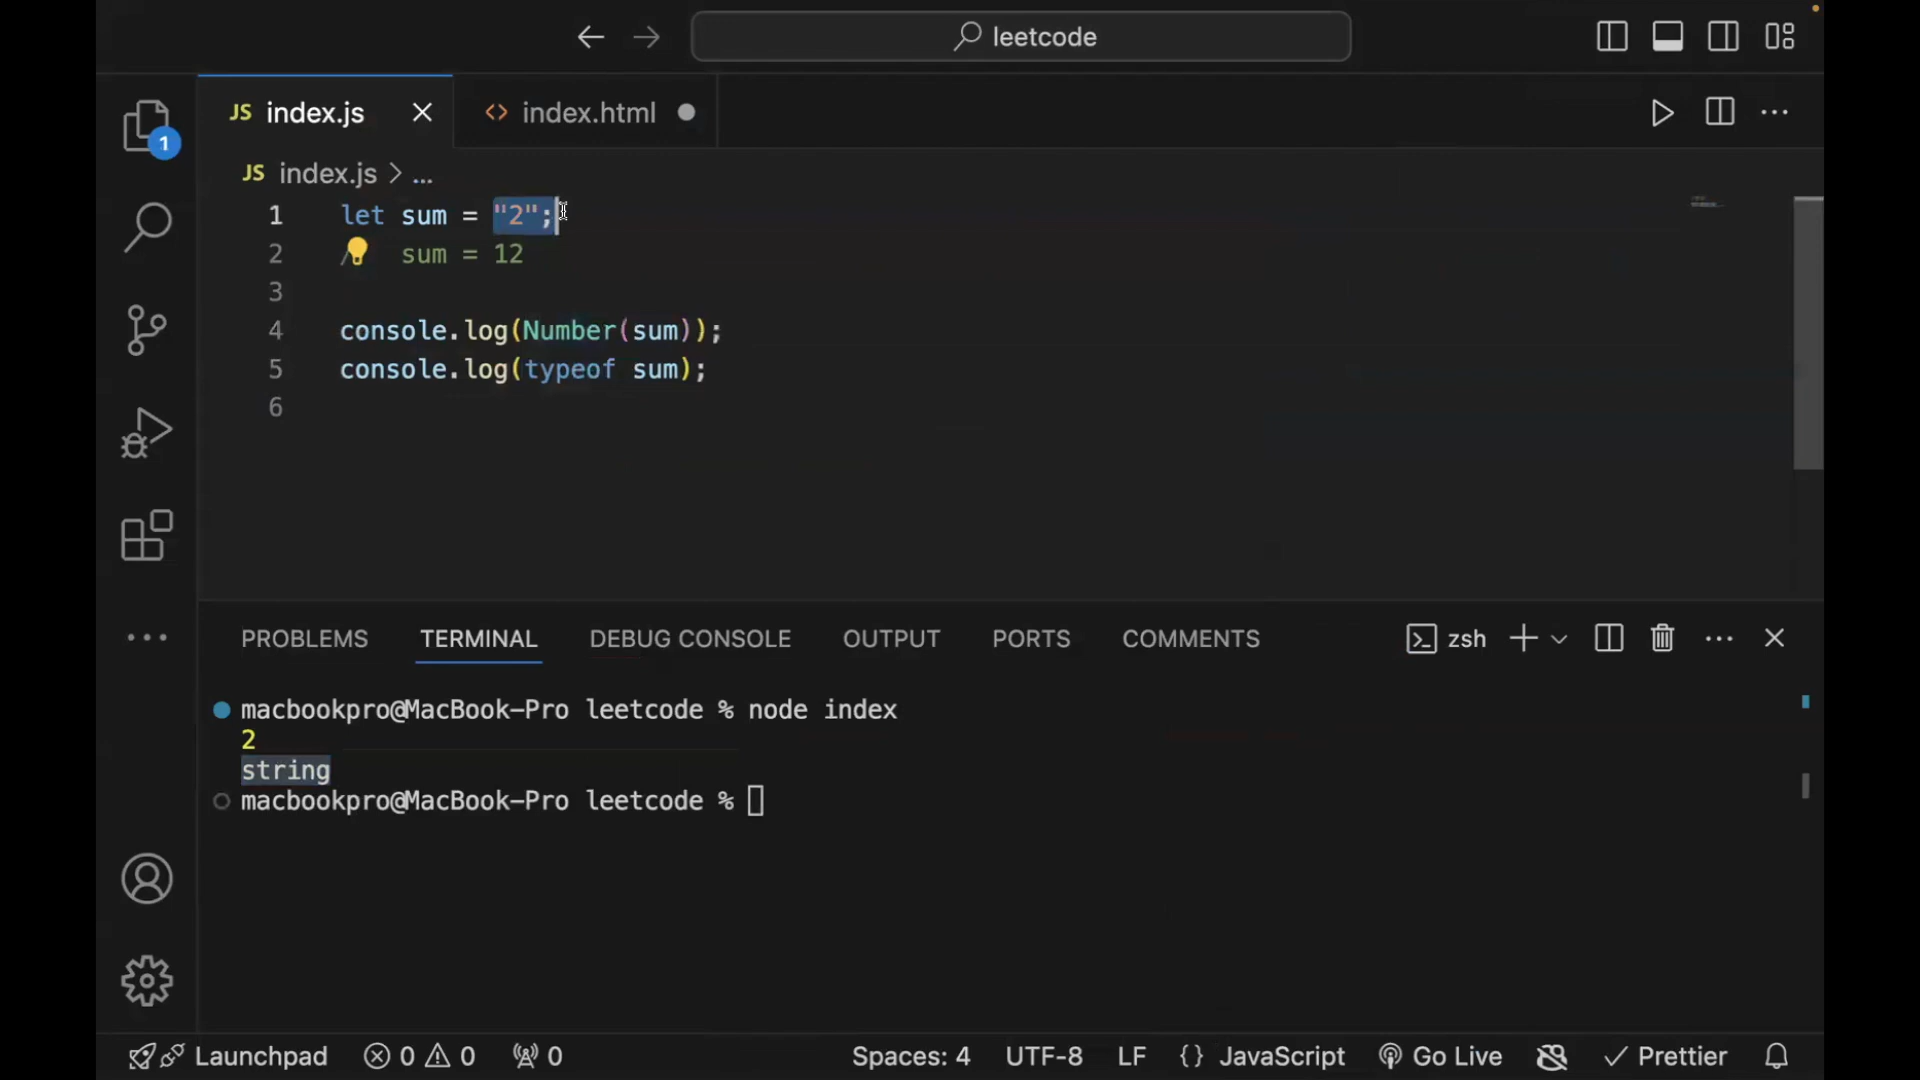 leetcode
JS index.js
<> index.html
1
JS index.js > ...
1 let sum = "2";
2 / sum = 12
3
4 console.log(Number(sum));
5 console.log(typeof sum);
6
PROBLEMS TERMINAL DEBUG CONSOLE OUTPUT PORTS COMMENTS zsh
macbookpro@MacBook-Pro leetcode % node index
2
string
macbookpro@MacBook-Pro leetcode %
Launchpad 0 0 0 Spaces: 4 UTF-8 LF {} JavaScript Go Live Prettier